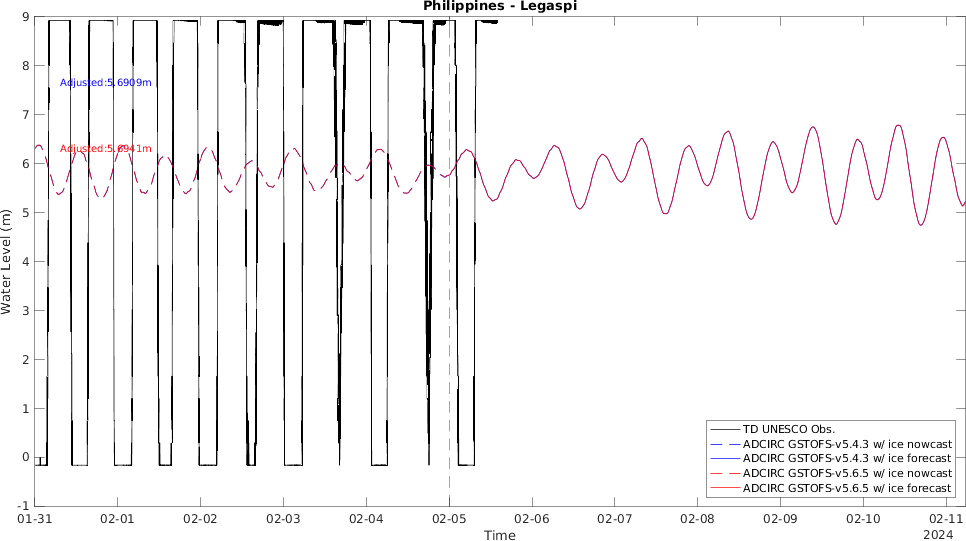 Philippines - Legaspi
9
8
7
6
5
4
3
2
1
0
-1
Water Level (m)
Adjusted:5.6909m
Adjusted:5.6941m
TD UNESCO Obs.
ADCIRC GSTOFS-v5.4.3 w/ ice nowcast
ADCIRC GSTOFS-v5.4.3 w/ ice forecast
ADCIRC GSTOFS-v5.6.5 w/ ice nowcast
ADCIRC GSTOFS-v5.6.5 w/ ice forecast
01-31 02-01 02-02 02-03 02-04 02-05 02-06 02-07 02-08 02-09 02-10 02-11
Time
2024